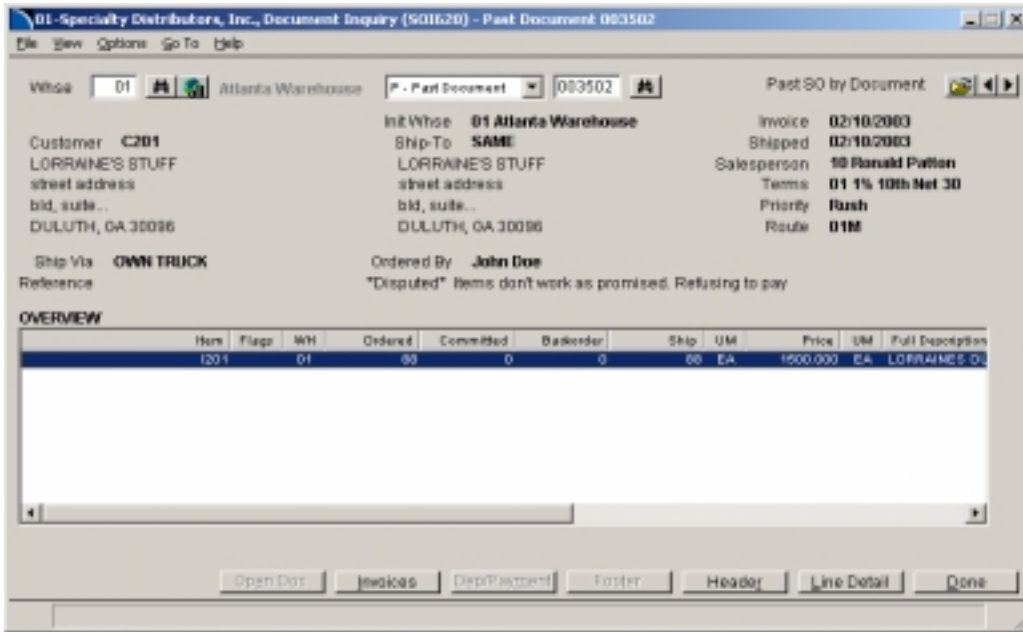 01-Specialty Distributors, Inc., Document Inquiry (SOI620) - Past Document 003502
File View Options Go To Help
Whse 01 Atlanta Warehouse P - Past Document 003502 Past SO by Document
Init Whse 01 Atlanta Warehouse Invoice 02/10/2003
Customer C201 Ship-To SAME Shipped 02/10/2003
LORRAINE'S STUFF LORRAINE'S STUFF Salesperson 10 Ronald Patton
street address street address Terms 01 1% 10th Net 30
bld, suite... bld, suite... Priority Rush
DULUTH, GA 30096 DULUTH, GA 30096 Route 01M
Ship Via OWN TRUCK Ordered By John Doe
Reference "Disputed" Items don't work as promised. Refusing to pay
OVERVIEW
Item Flags WH Ordered Committed Backorder Ship UM Price UM Full Description
I201 01 88 0 0 88 EA 1500.000 EA LORRAINES DU
Open Doc Invoices Dep/Payment Footer Header Line Detail Done